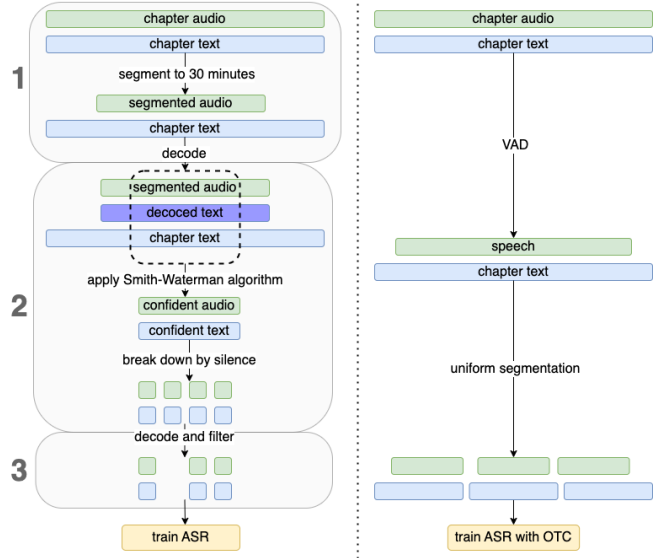 chapter audio
chapter text
1
segment to 30 minutes
segmented audio
chapter text
decode
segmented audio
decoced text
chapter text
apply Smith-Waterman algorithm
2
confident audio
confident text
break down by silence
decode and filter
3
train ASR
chapter audio
chapter text
VAD
speech
chapter text
uniform segmentation
train ASR with OTC